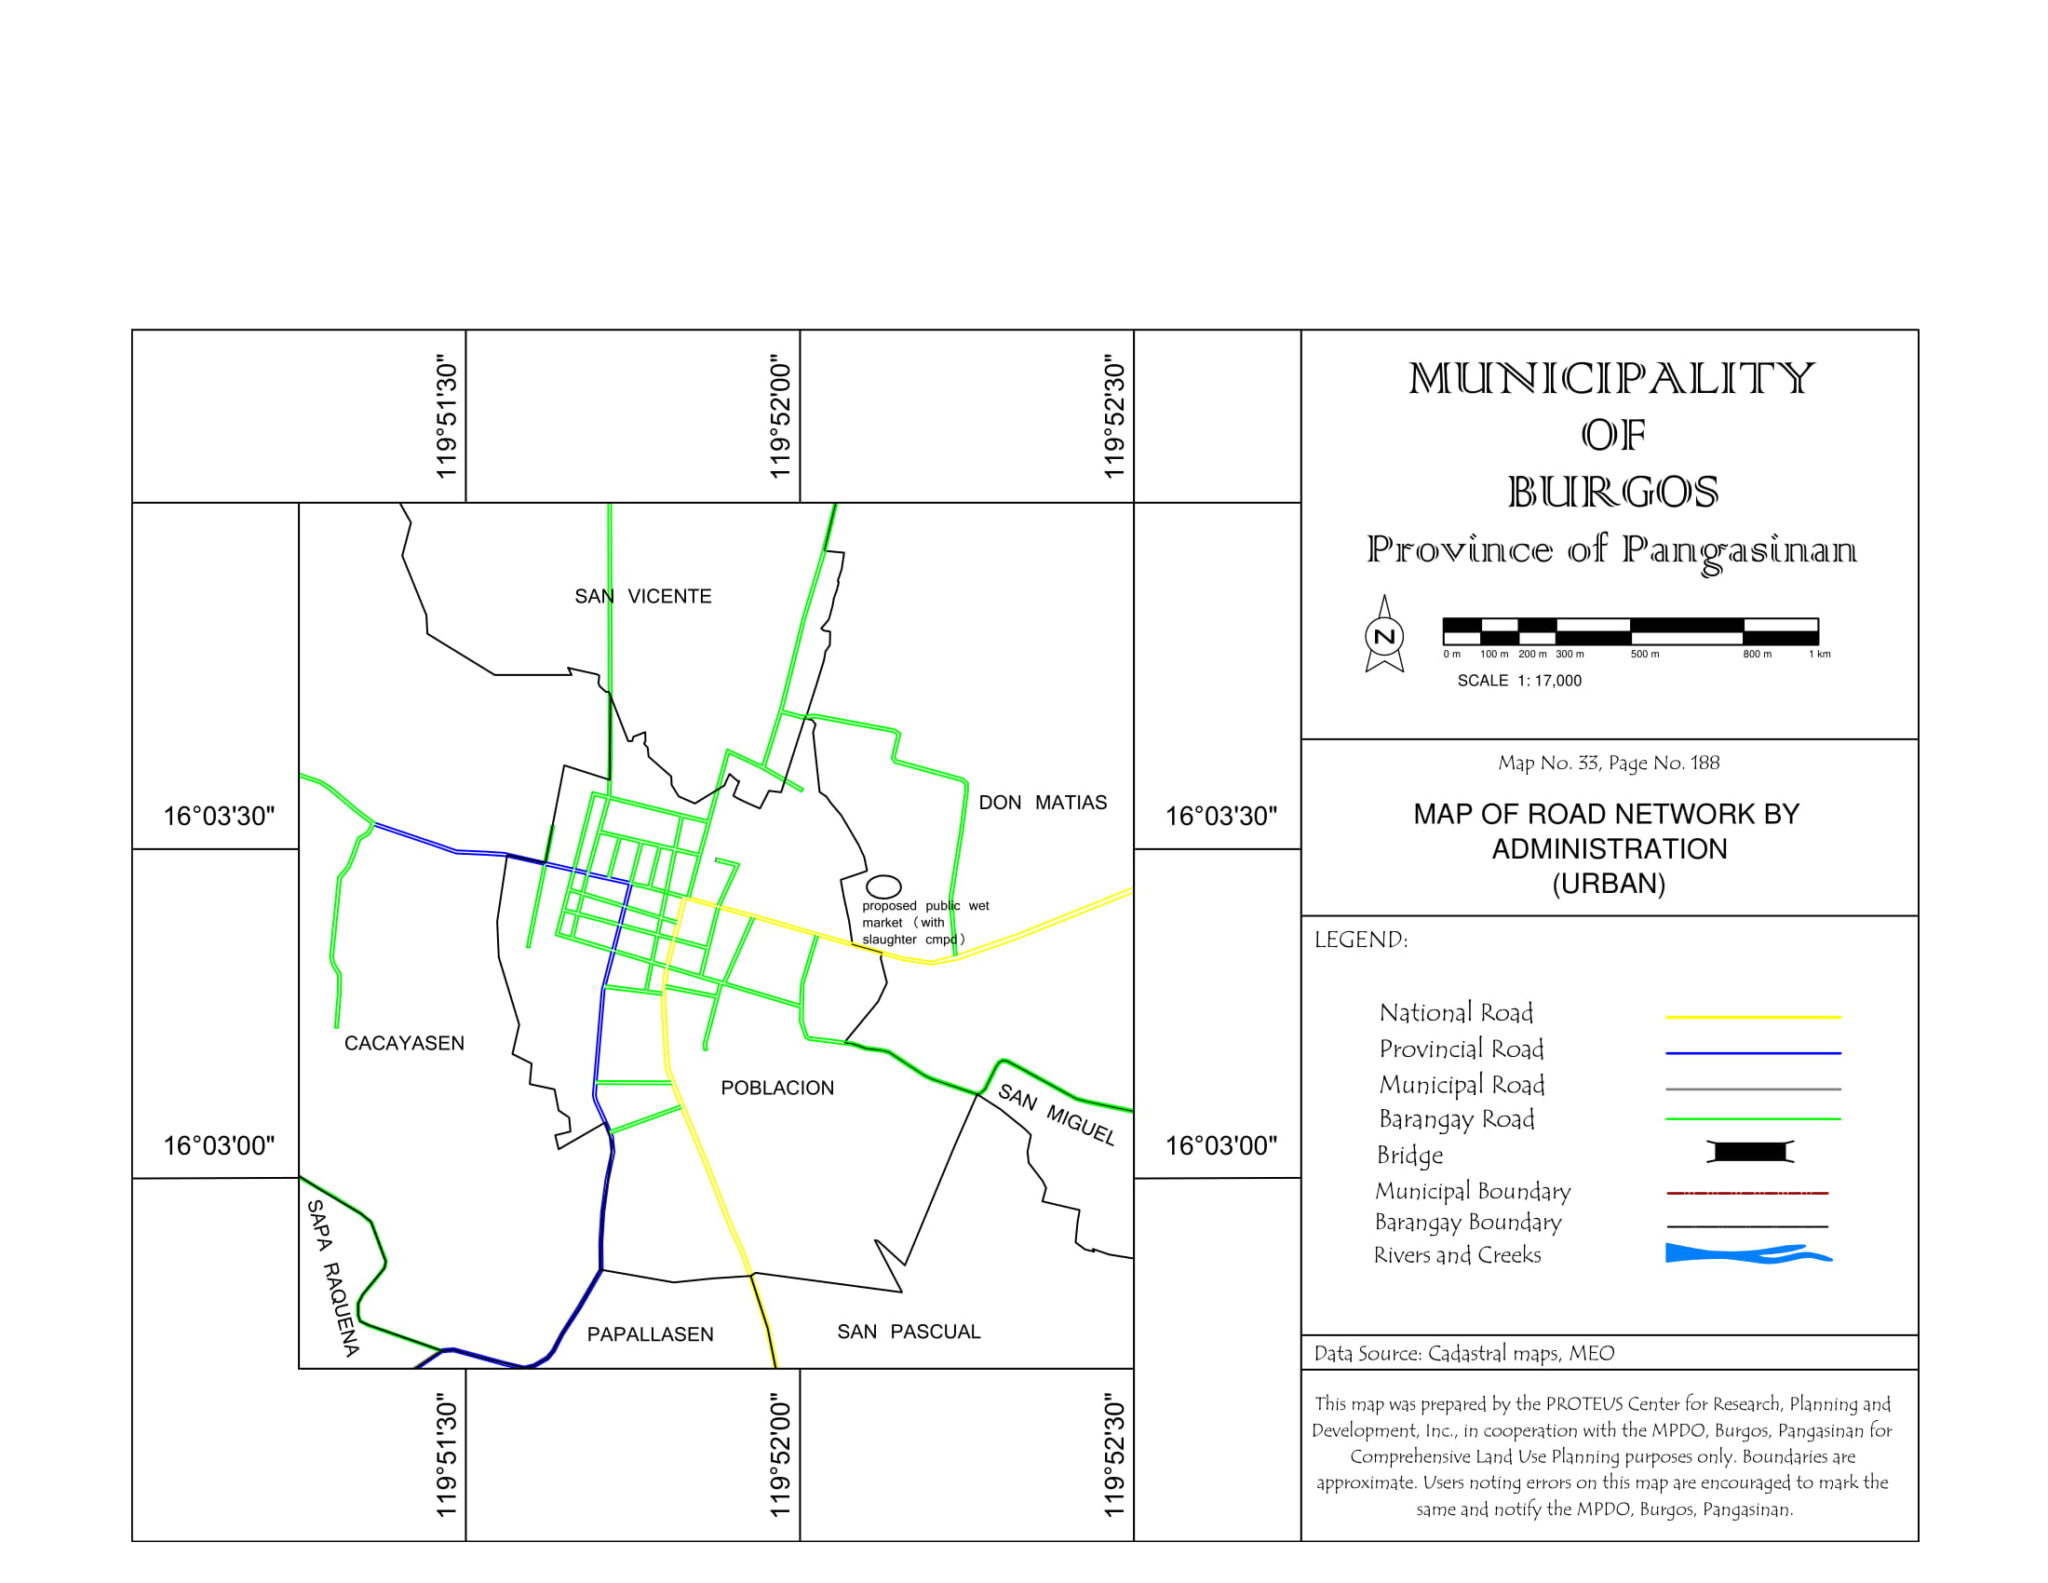 119°51'30"
119°52'00"
119°52'30"
MUNICIPALITY
OF
BURGOS
Province of Pangasinan
N
0 m 100 m 200 m 300 m 500 m 800 m 1 km
SCALE 1: 17,000
Map No. 33, Page No. 188
MAP OF ROAD NETWORK BY
ADMINISTRATION
(URBAN)
LEGEND:
National Road
Provincial Road
Municipal Road
Barangay Road
Bridge
Municipal Boundary
Barangay Boundary
Rivers and Creeks
Data Source: Cadastral maps, MEO
This map was prepared by the PROTEUS Center for Research, Planning and
Development, Inc., in cooperation with the MPDO, Burgos, Pangasinan for
Comprehensive Land Use Planning purposes only. Boundaries are
approximate. Users noting errors on this map are encouraged to mark the
same and notify the MPDO, Burgos, Pangasinan.
SAN VICENTE
16°03'30"
DON MATIAS
16°03'30"
proposed public wet
market (with
slaughter cmpd)
CACAYASEN
POBLACION
SAN MIGUEL
16°03'00"
16°03'00"
SAPA RAQUENA
PAPALLASEN
SAN PASCUAL
119°51'30"
119°52'00"
119°52'30"